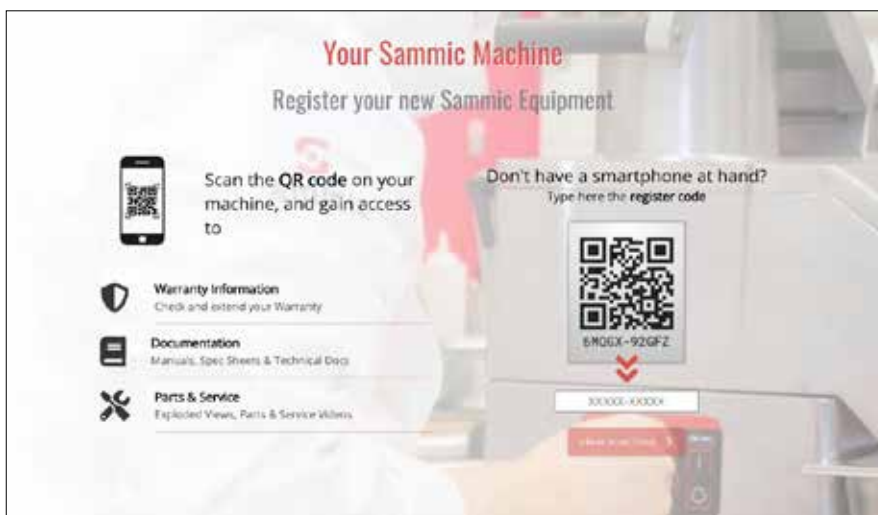 Your Sammic Machine
Register your new Sammic Equipment
Scan the QR code on your
machine, and gain access
to
Warranty Information
Check and extend your Warranty
Documentation
Manuals, Spec Sheets & Technical Docs
Parts & Service
Exploded Views, Parts & Service Videos
Don't have a smartphone at hand?
Type here the register code
6MQGX-92GFZ
XXXXX-XXXXX